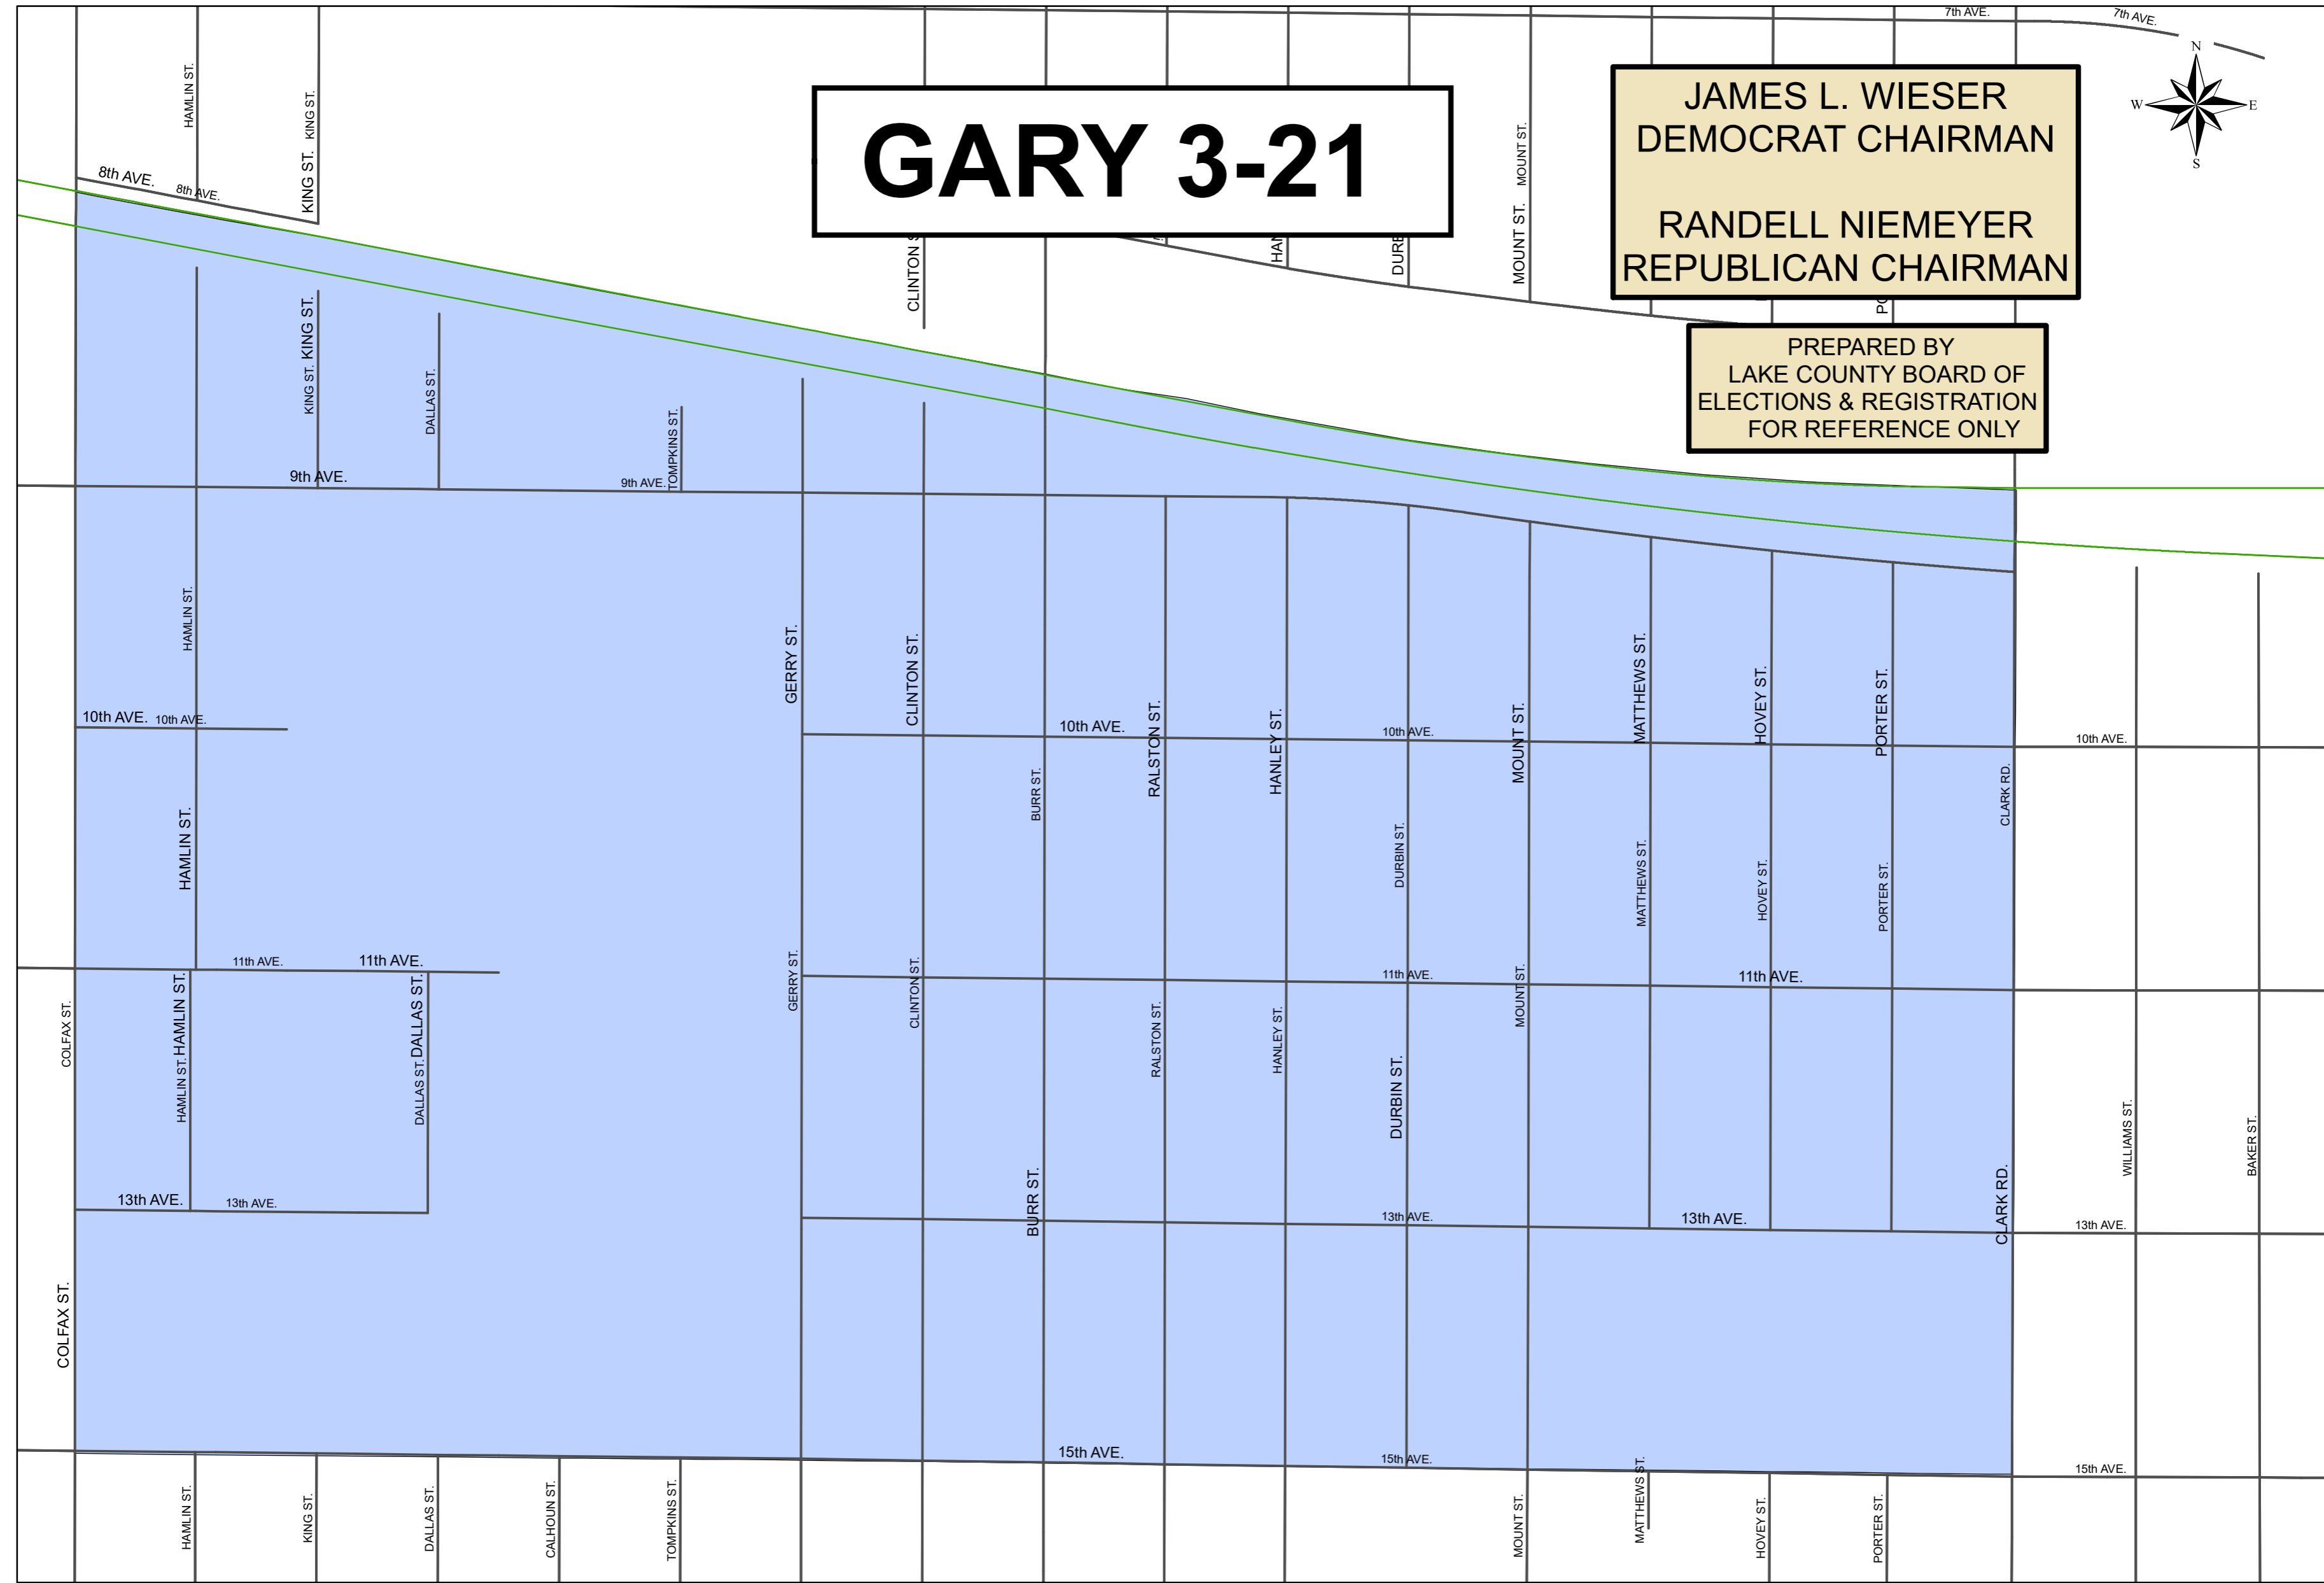 7th AVE.
7th AVE.
N
W
E
S
JAMES L. WIESER
DEMOCRAT CHAIRMAN
RANDELL NIEMEYER
REPUBLICAN CHAIRMAN
GARY 3-21
PREPARED BY
LAKE COUNTY BOARD OF
ELECTIONS & REGISTRATION
FOR REFERENCE ONLY
HAMLIN ST.
KING ST.
KING ST.
8th AVE.
8th AVE.
MOUNT ST.
MOUNT ST.
CLINTON S
HAN
DURB
PO
KING ST.
KING ST.
DALLAS ST.
TOMPKINS ST.
9th AVE.
9th AVE.
HAMLIN ST.
GERRY ST.
CLINTON ST.
RALSTON ST.
HANLEY ST.
MOUNT ST.
MATTHEWS ST.
HOVEY ST.
PORTER ST.
10th AVE.
10th AVE.
10th AVE.
10th AVE.
10th AVE.
BURR ST.
CLARK RD.
HAMLIN ST.
DURBIN ST.
MATTHEWS ST.
HOVEY ST.
PORTER ST.
11th AVE.
11th AVE.
11th AVE.
11th AVE.
GERRY ST.
CLINTON ST.
MOUNT ST.
COLFAX ST.
HAMLIN ST.
HAMLIN ST.
DALLAS ST.
DALLAS ST.
RALSTON ST.
HANLEY ST.
DURBIN ST.
WILLIAMS ST.
BAKER ST.
13th AVE.
13th AVE.
13th AVE.
13th AVE.
13th AVE.
BURR ST.
CLARK RD.
COLFAX ST.
15th AVE.
15th AVE.
15th AVE.
HAMLIN ST.
KING ST.
DALLAS ST.
CALHOUN ST.
TOMPKINS ST.
MOUNT ST.
MATTHEWS ST.
HOVEY ST.
PORTER ST.